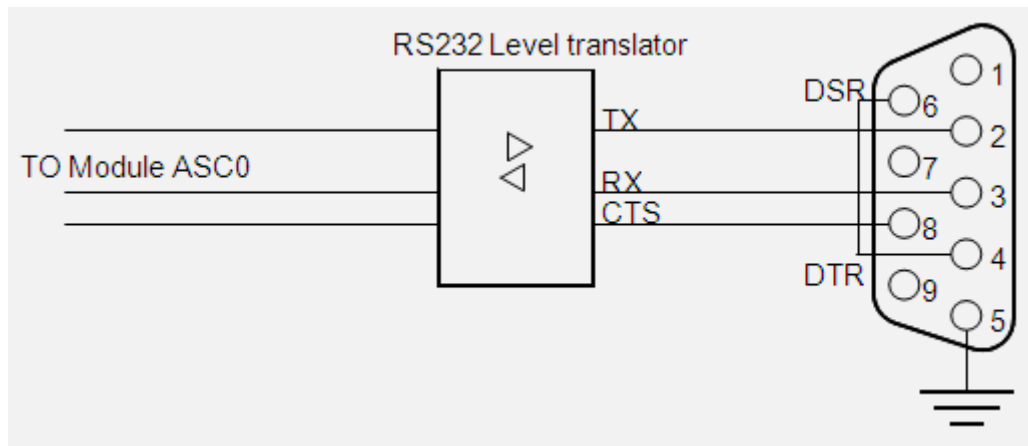 RS232 Level translator
DSR
1
6
TX
2
TO Module ASC0
7
RX
3
CTS
8
4
DTR
9
5